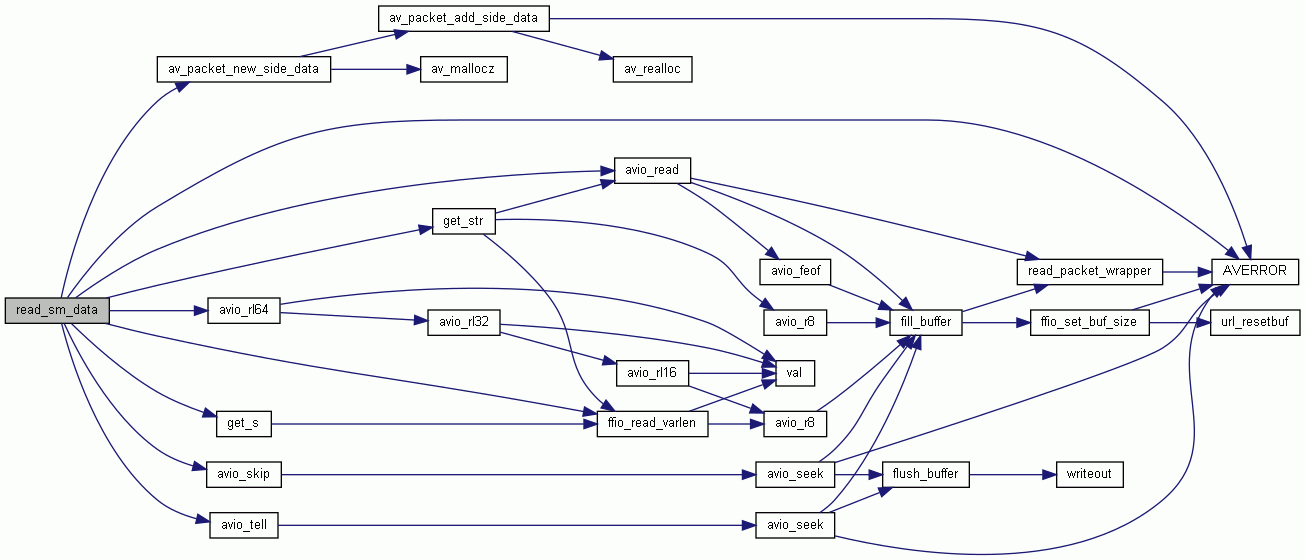 av_packet_add_side_data
av_packet_new_side_data
av_mallocz
av_realloc
avio_read
get_str
avio_feof
read_packet_wrapper
AVERROR
read_sm_data
avio_rl64
avio_rl32
avio_r8
fill_buffer
ffio_set_buf_size
url_resetbuf
avio_rl16
val
get_s
ffio_read_varlen
avio_r8
avio_skip
avio_seek
flush_buffer
writeout
avio_tell
avio_seek